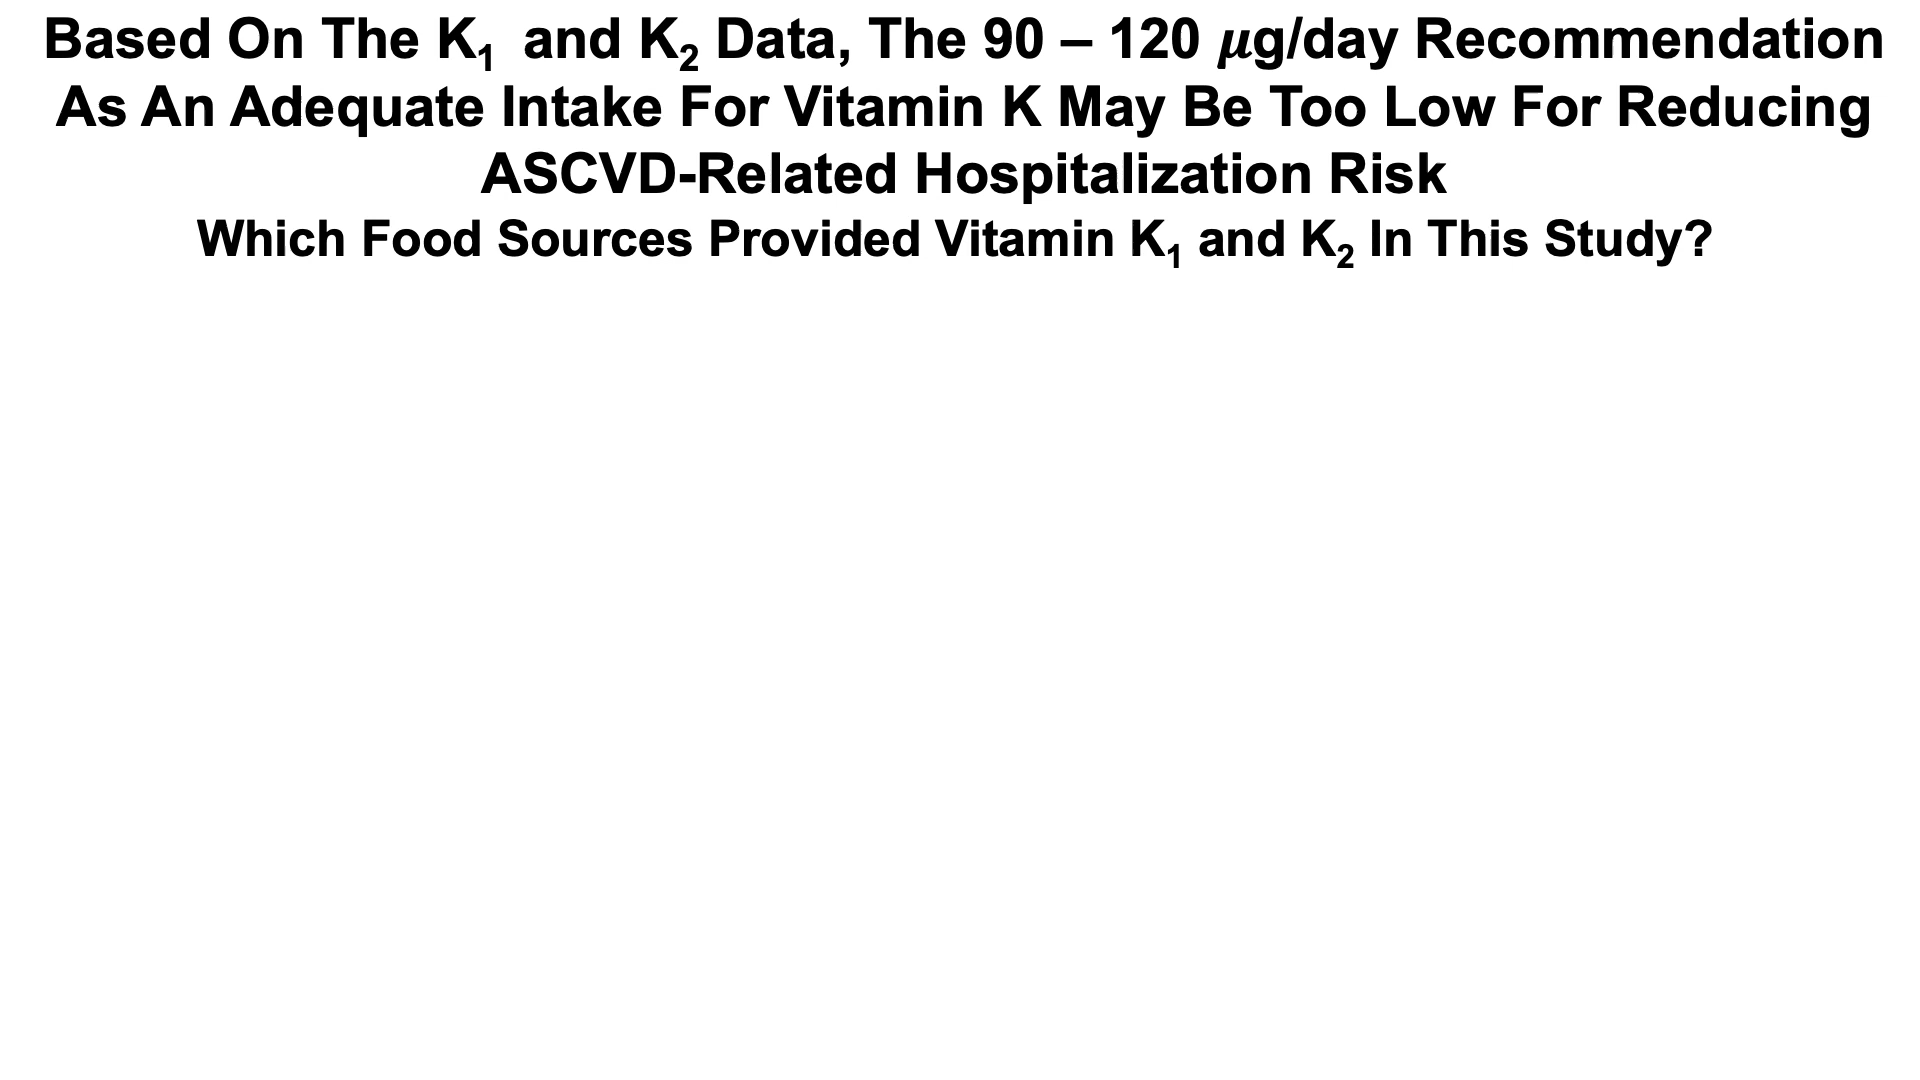 Based On The K₁ and K₂ Data, The 90 – 120 μg/day Recommendation
As An Adequate Intake For Vitamin K May Be Too Low For Reducing
ASCVD-Related Hospitalization Risk
Which Food Sources Provided Vitamin K₁ and K₂ In This Study?